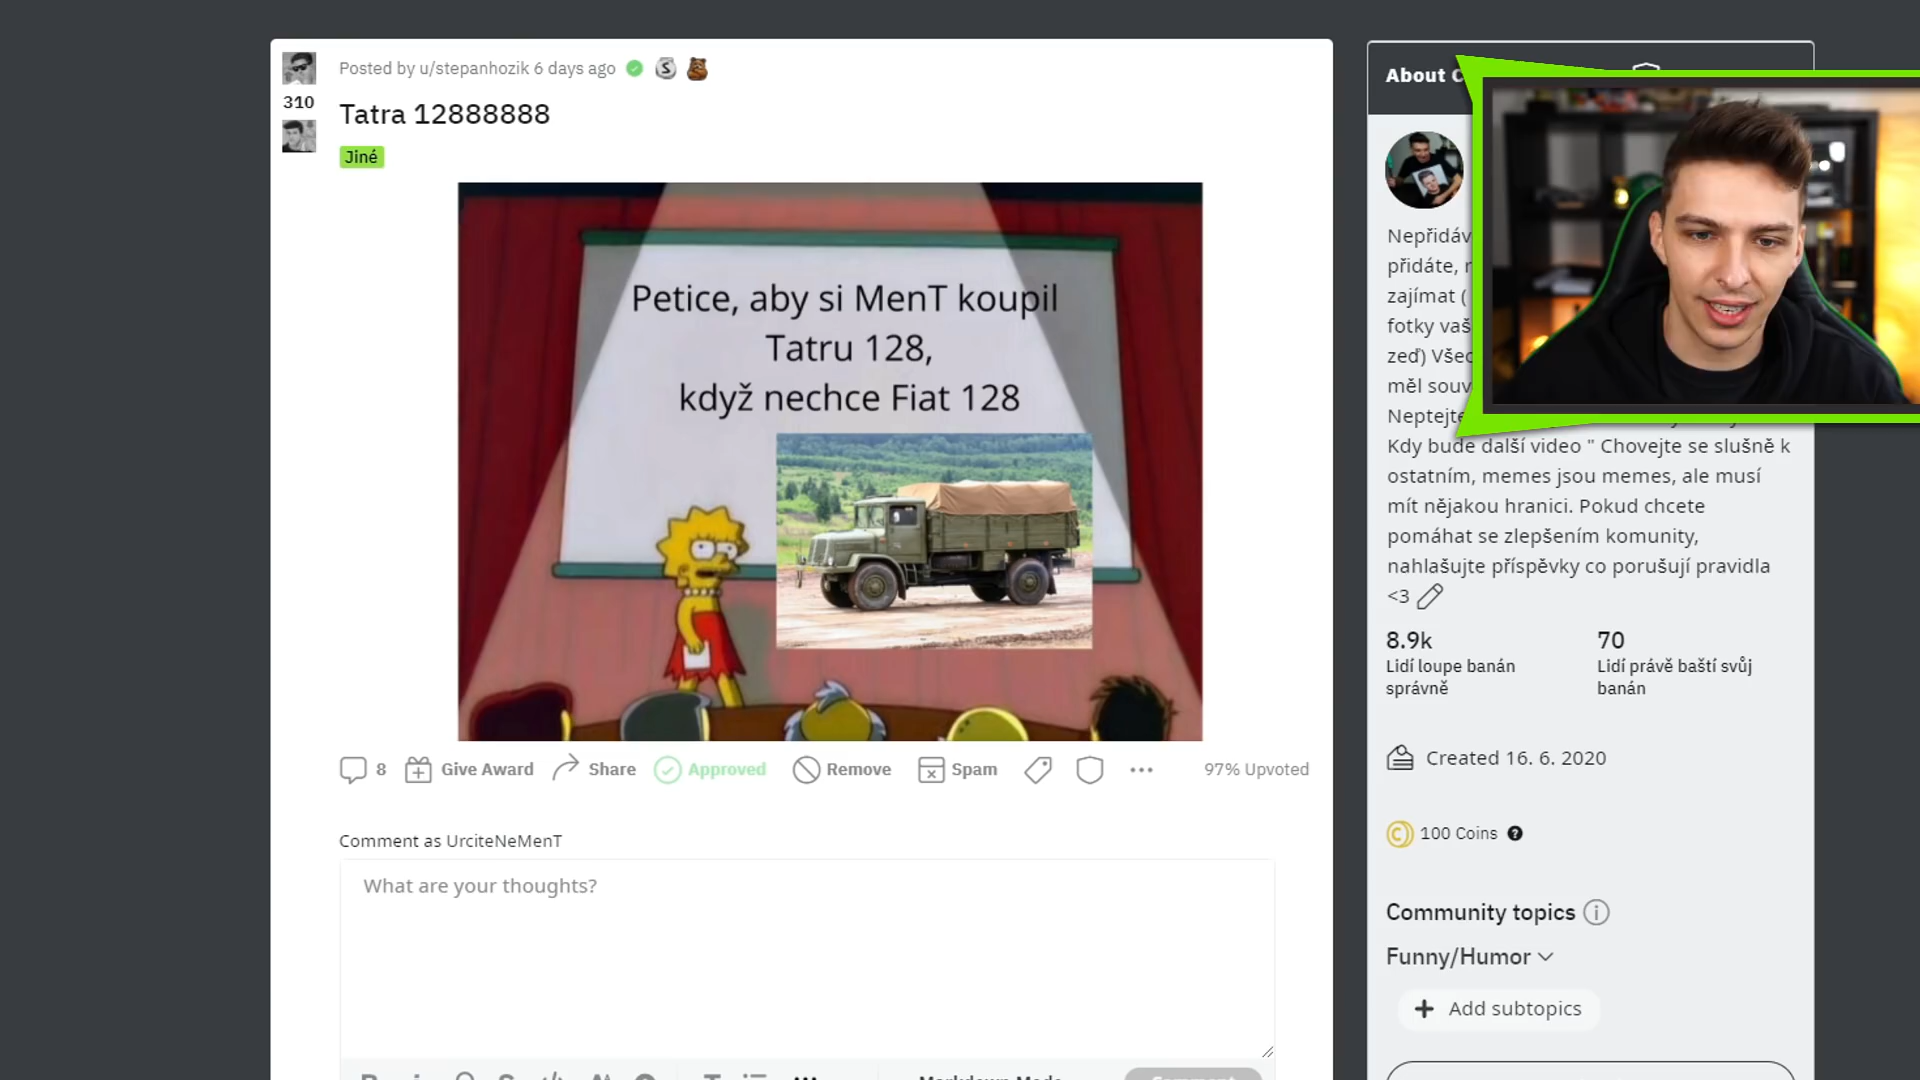 Posted by u/stepanhozik 6 days ago
310
Tatra 12888888
Jiné
Petice, aby si MenT koupil
Tatru 128,
když nechce Fiat 128
8
Give Award
Share
Approved
Remove
Spam
97% Upvoted
Comment as UrciteNeMenT
What are your thoughts?
Markdown Mode
Comment
About
Nepřidáv
přidáte,
zajímat (
fotky vaš
zeď) Všec
měl souv
Neptejte
Kdy bude další video " Chovejte se slušně k
ostatním, memes jsou memes, ale musí
mít nějakou hranici. Pokud chcete
pomáhat se zlepšením komunity,
nahlašujte příspěvky co porušují pravidla
<3
8.9k
Lidí loupe banán
správně
70
Lidí právě baští svůj
banán
Created 16. 6. 2020
100 Coins
Community topics
Funny/Humor
Add subtopics